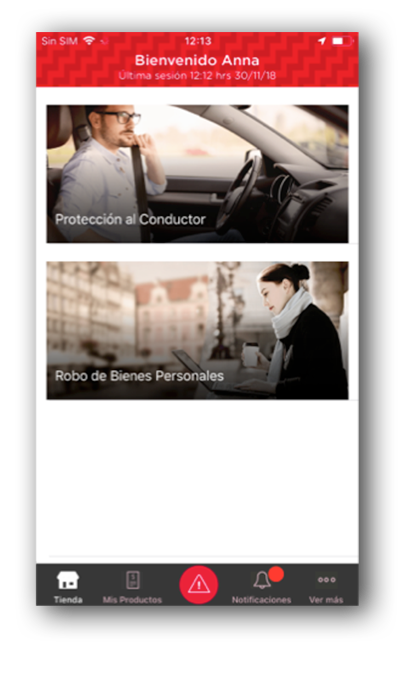 Sin SIM 12:13
Bienvenido Anna
Última sesión 12:12 hrs 30/11/18
Protección al Conductor
Robo de Bienes Personales
Tienda Mis Productos Notificaciones Ver más